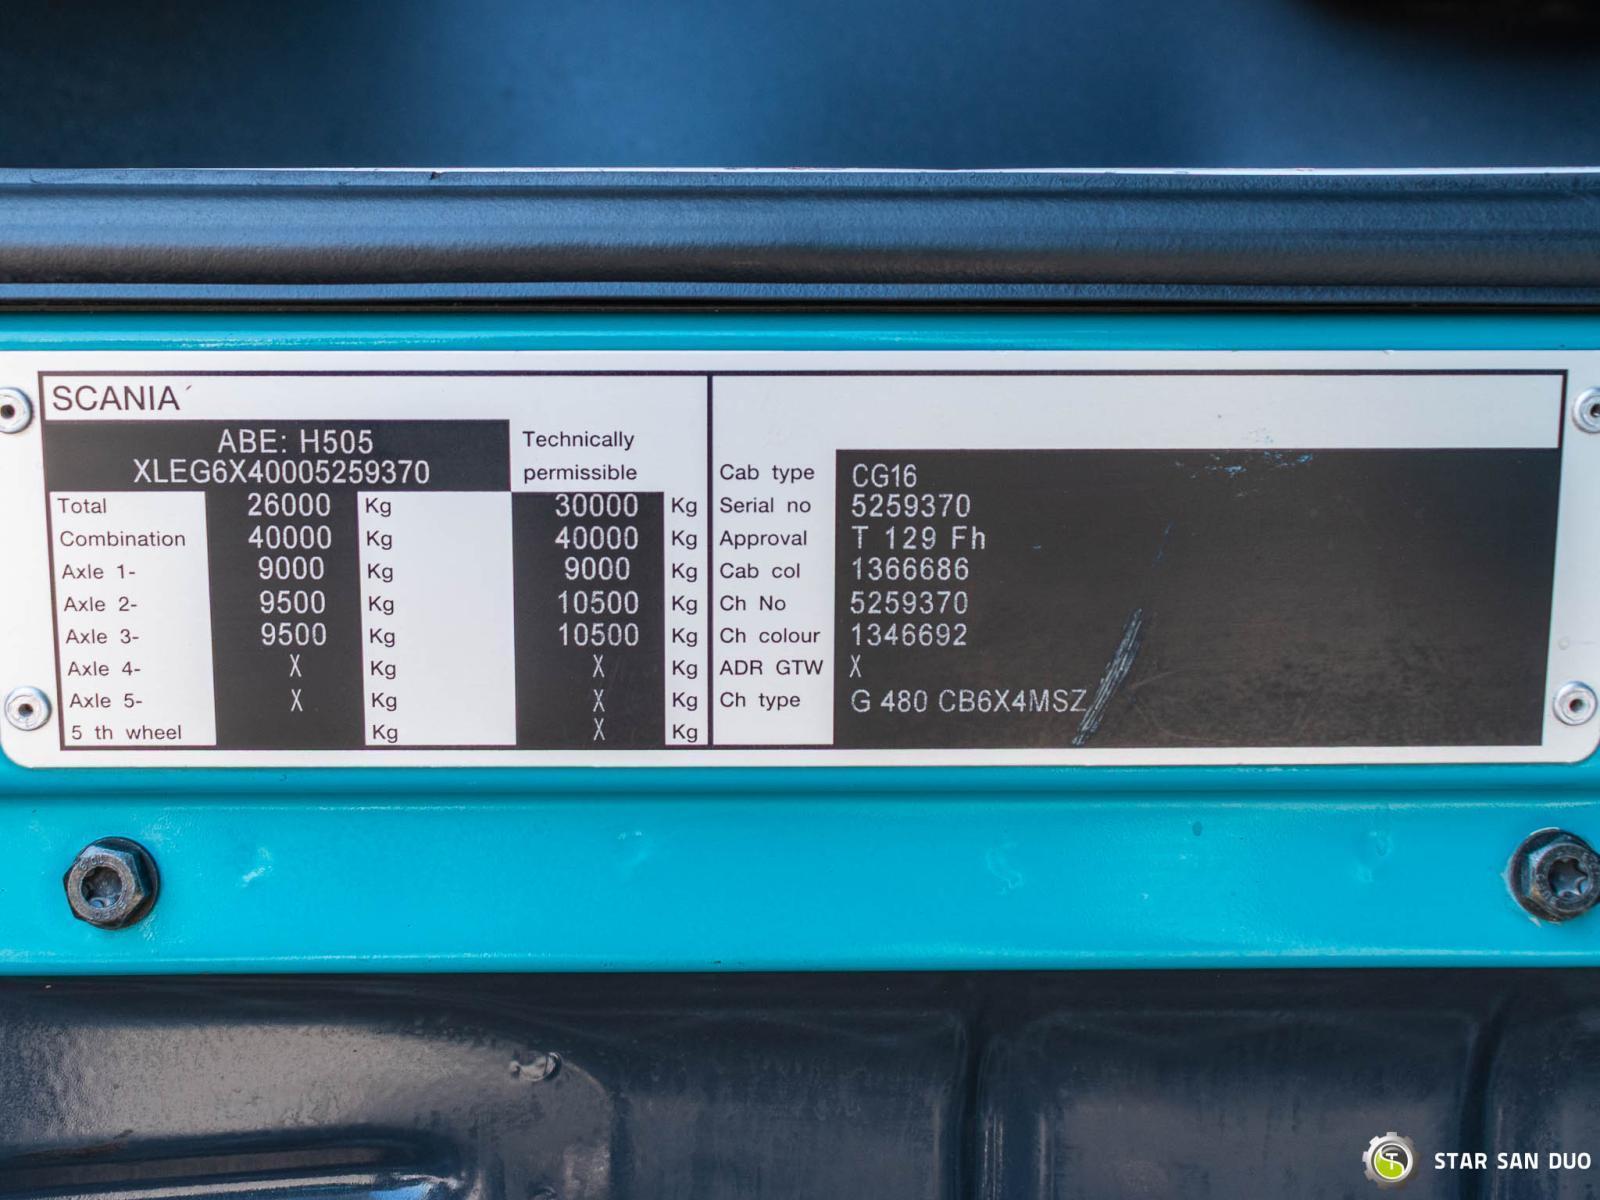 SCANIA
ABE: H505
XLEG6X40005259370
Technically
permissible
Total 26000 Kg 30000 Kg
Combination 40000 Kg 40000 Kg
Axle 1- 9000 Kg 9000 Kg
Axle 2- 9500 Kg 10500 Kg
Axle 3- 9500 Kg 10500 Kg
Axle 4- X Kg X Kg
Axle 5- X Kg X Kg
5 th wheel Kg X Kg
Cab type CG16
Serial no 5259370
Approval T 129 Fh
Cab col 1366686
Ch No 5259370
Ch colour 1346692
ADR GTW X
Ch type G 480 CB6X4MSZ
STAR SAN DUO